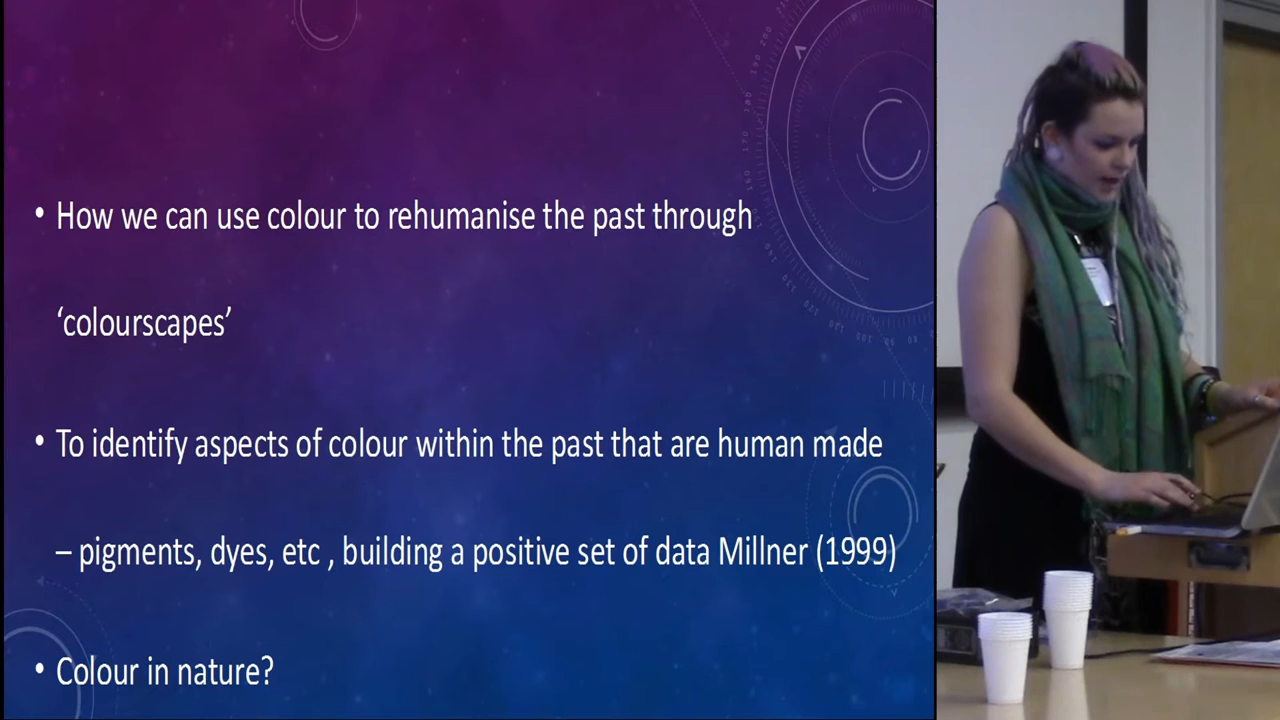 • How we can use colour to rehumanise the past through
‘colourscapes’
• To identify aspects of colour within the past that are human made
– pigments, dyes, etc , building a positive set of data Millner (1999)
• Colour in nature?